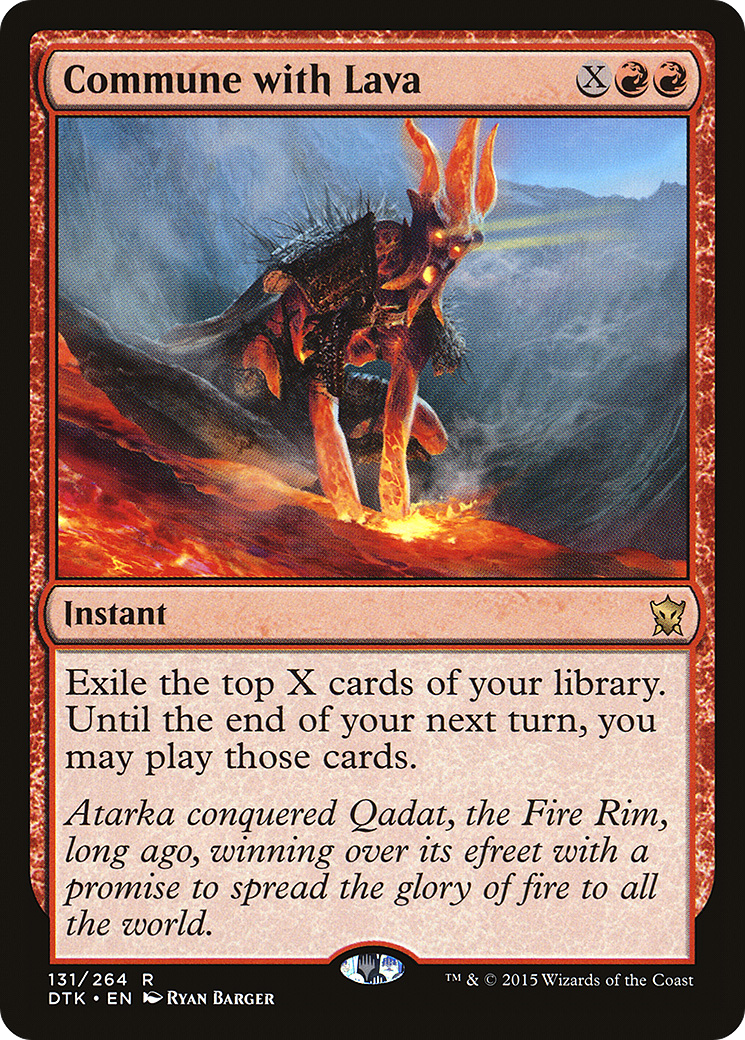 Commune with Lava X
Instant
Exile the top X cards of your library.
Until the end of your next turn, you
may play those cards.
Atarka conquered Qadat, the Fire Rim,
long ago, winning over its efreet with a
promise to spread the glory of fire to all
the world.
131/264 R
DTK • EN Ryan Barger
™ & © 2015 Wizards of the Coast